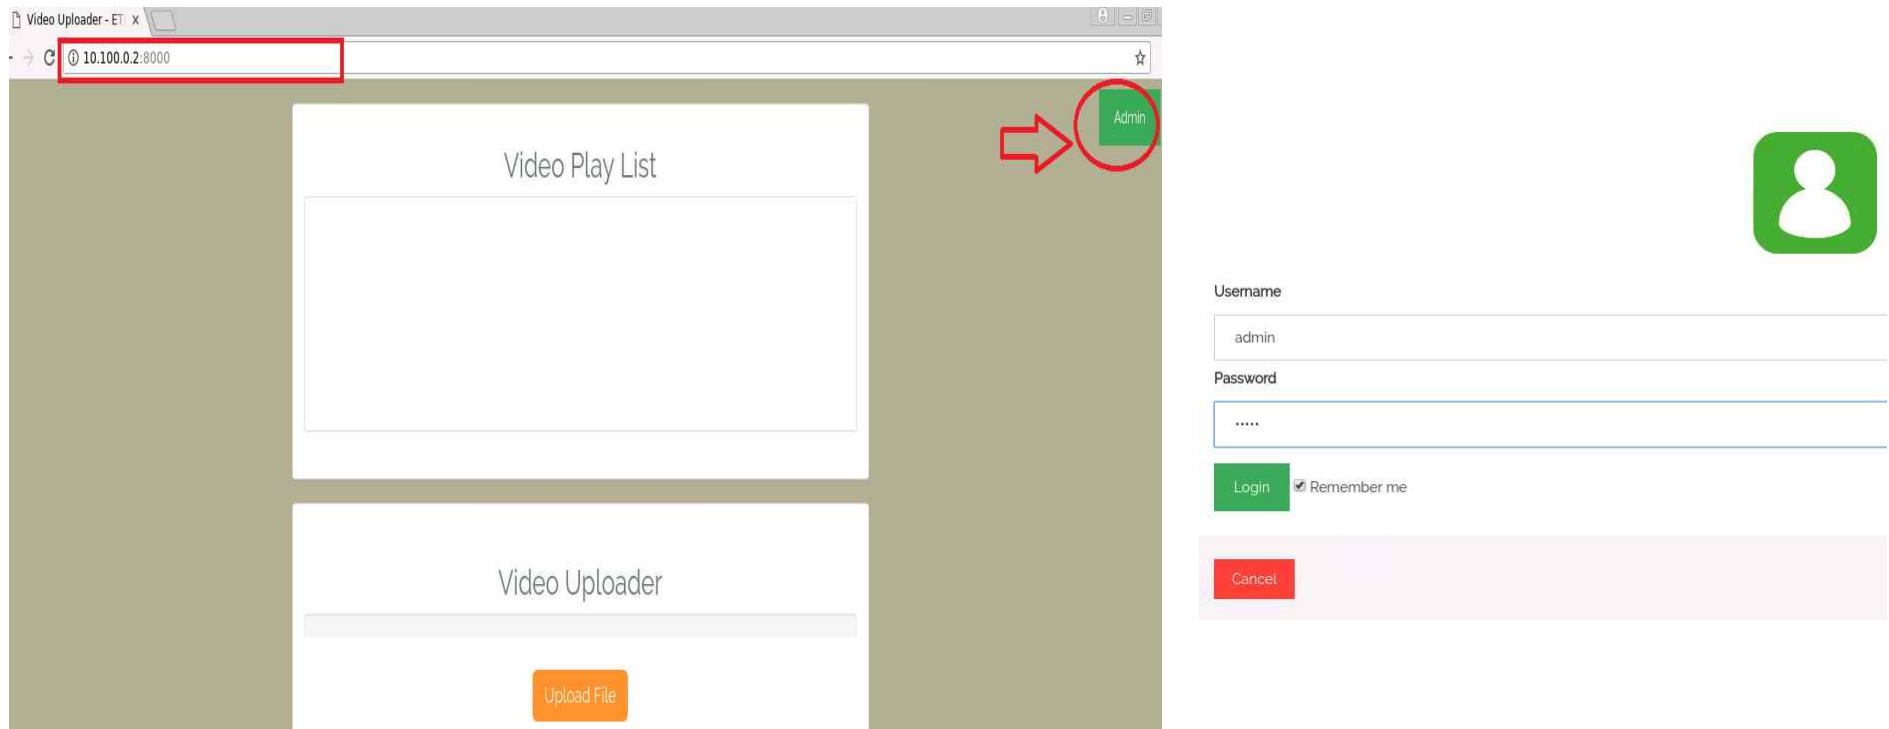 Video Uploader - ET
10.100.0.2:8000
Admin
Video Play List
Video Uploader
Upload File
Username
admin
Password
•••••
Login
Remember me
Cancel